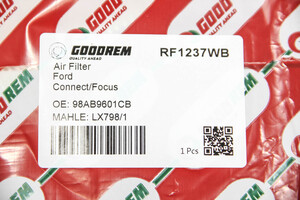 GOODREM
QUALITY AHEAD
RF1237WB
Air Filter
Ford
Connect/Focus
OE: 98AB9601CB
MAHLE: LX798/1
1 Pcs